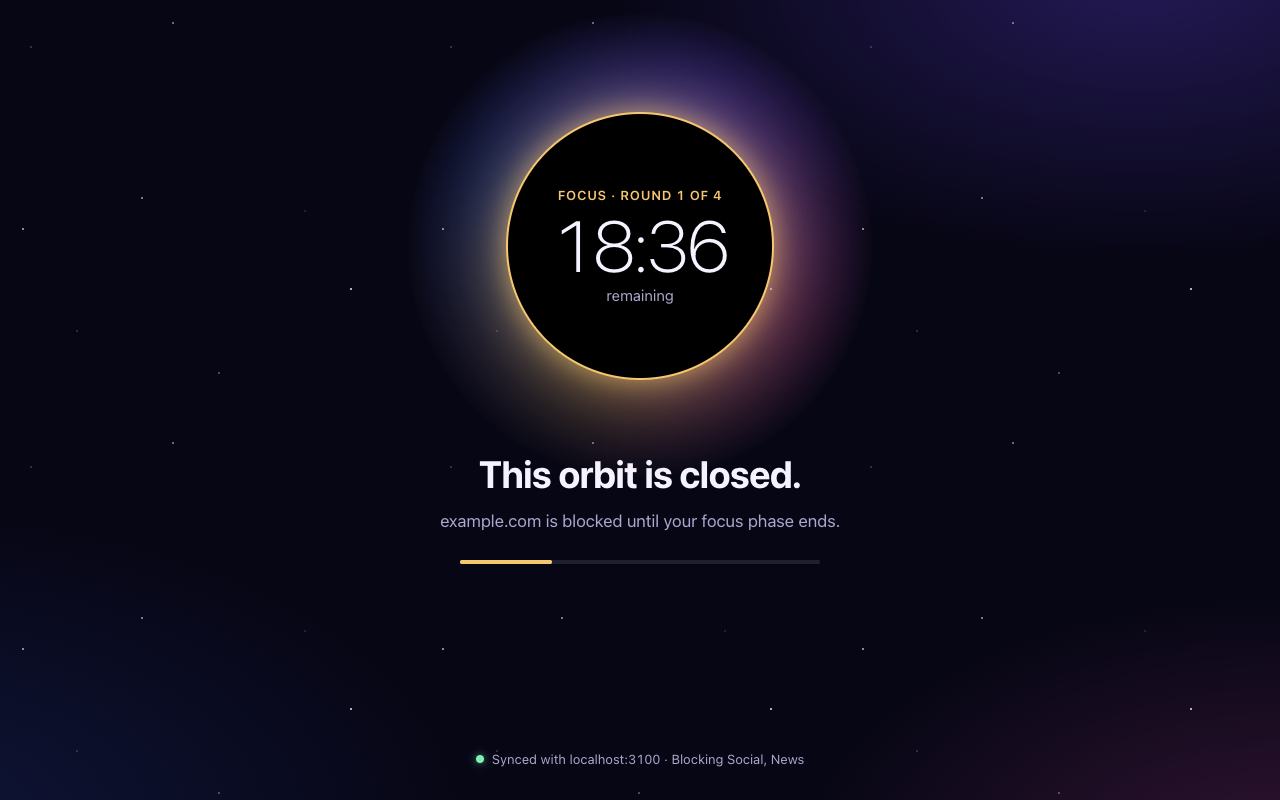 FOCUS · ROUND 1 OF 4
18:36
remaining
This orbit is closed.
example.com is blocked until your focus phase ends.
Synced with localhost:3100 · Blocking Social, News